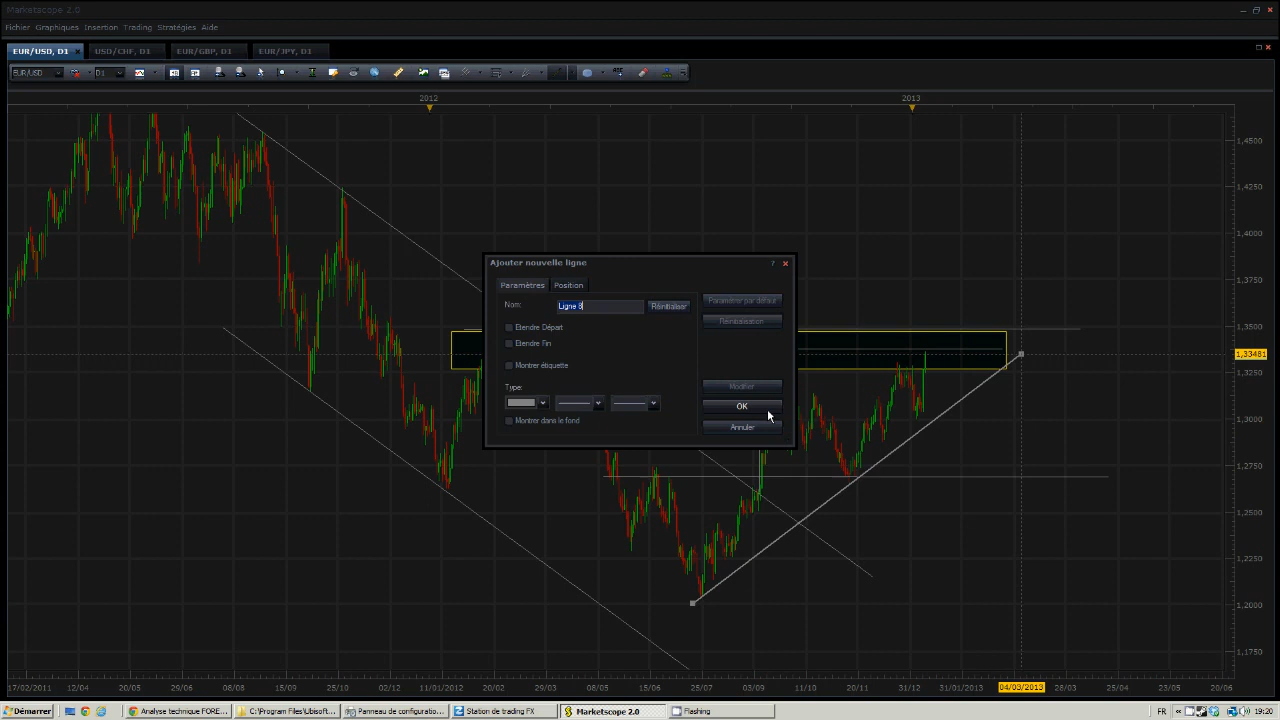 Marketscope 2.0
Fichier Graphiques Insertion Trading Stratégies Aide
EUR/USD, D1 USD/CHF, D1 EUR/GBP, D1 EUR/JPY, D1
EUR/USD D1
2012 2013
1,4500
1,4250
1,4000
1,3750
1,3500
1,33481
1,3250
1,3000
1,2750
1,2500
1,2250
1,2000
1,1750
Ajouter nouvelle ligne ?
Paramètres Position
Nom: Ligne 8 Réinitialiser
Paramétrer par défaut
Réinitialisation
Etendre Départ
Etendre Fin
Montrer étiquette
Type:
Modifier
OK
Montrer dans le fond
Annuler
17/02/2011 12/04 20/05 29/06 08/08 15/09 25/10 02/12 11/01/2012 20/02 29/03 15/06 25/07 03/09 11/10 20/11 31/12 31/01/2013 04/03/2013 28/03 25/04 23/05 20/06
Démarrer Analyse technique FORE... C:\Program Files\Usisoft... Panneau de configuratio... Station de trading FX Marketscope 2.0 Flashing FR 19:20